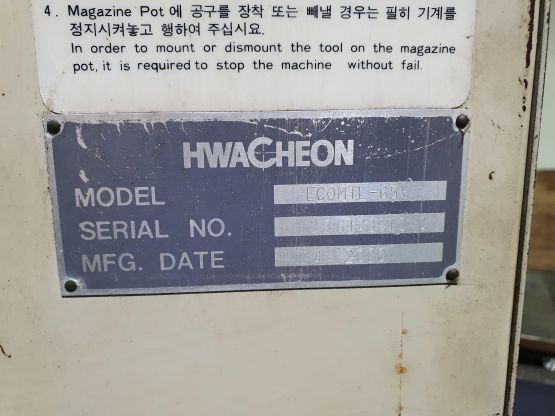 4. Magazine Pot 에 공구를 장착 또는 빼낼 경우는 필히 기계를
정지시켜놓고 행하여 주십시요.
In order to mount or dismount the tool on the magazine
pot, it is required to stop the machine without fail.
HWACHEON
MODEL ECOMII-65V
SERIAL NO.
MFG. DATE 2000